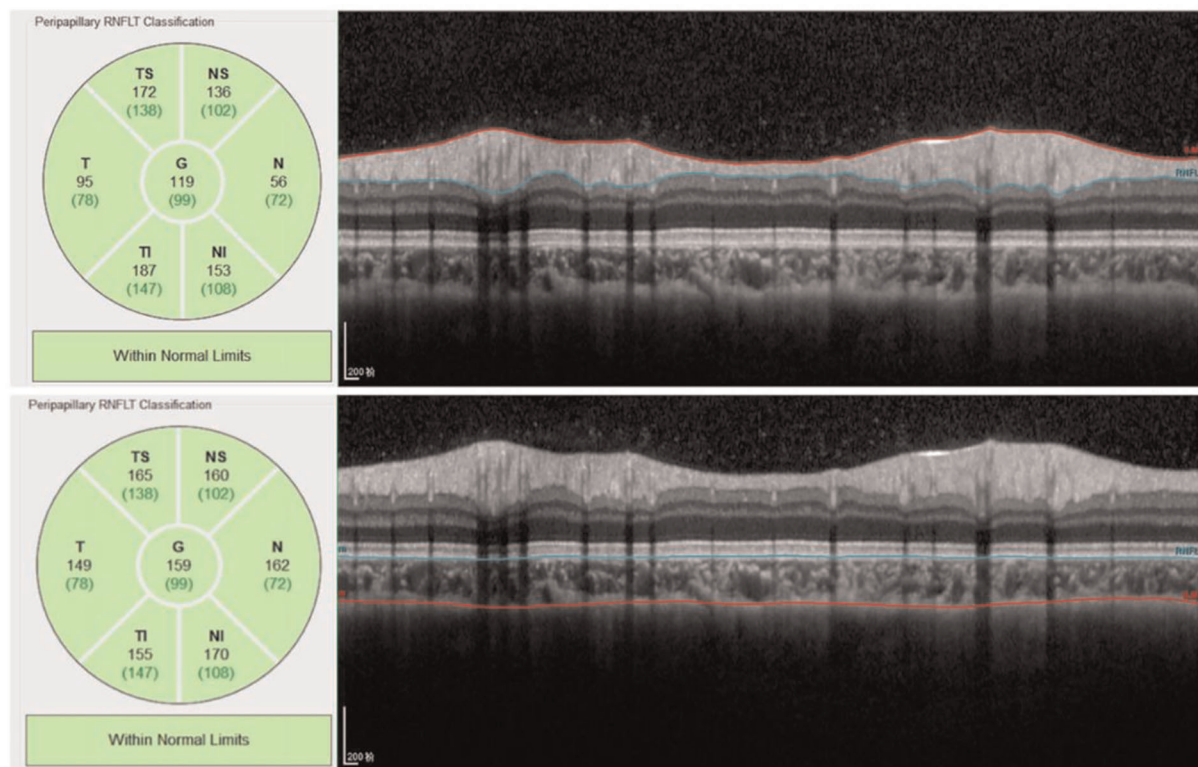 Peripapillary RNFLT Classification
TS
172
(138)
NS
136
(102)
T
95
(78)
G
119
(99)
N
56
(72)
TI
187
(147)
NI
153
(108)
Within Normal Limits
200
Peripapillary RNFLT Classification
TS
165
(138)
NS
160
(102)
T
149
(78)
G
159
(99)
N
162
(72)
TI
155
(147)
NI
170
(108)
Within Normal Limits
200